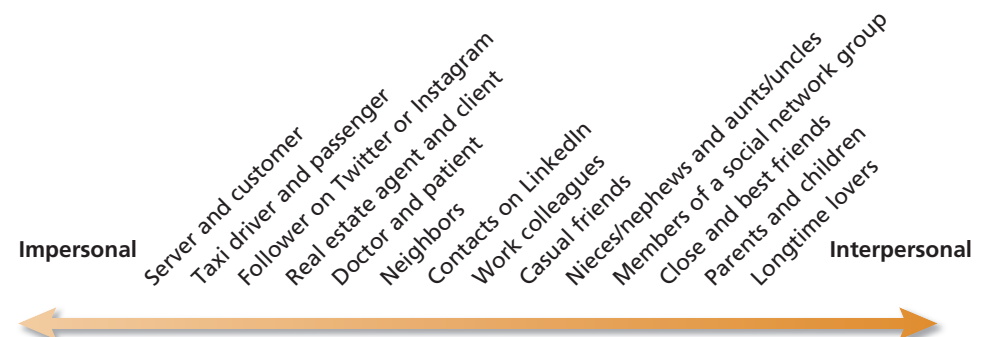 Impersonal
Server and customer
Taxi driver and passenger
Follower on Twitter or Instagram
Real estate agent and client
Doctor and patient
Neighbors
Contacts on LinkedIn
Work colleagues
Casual friends
Nieces/nephews and aunts/uncles
Members of a social network group
Close and best friends
Parents and children
Longtime lovers
Interpersonal